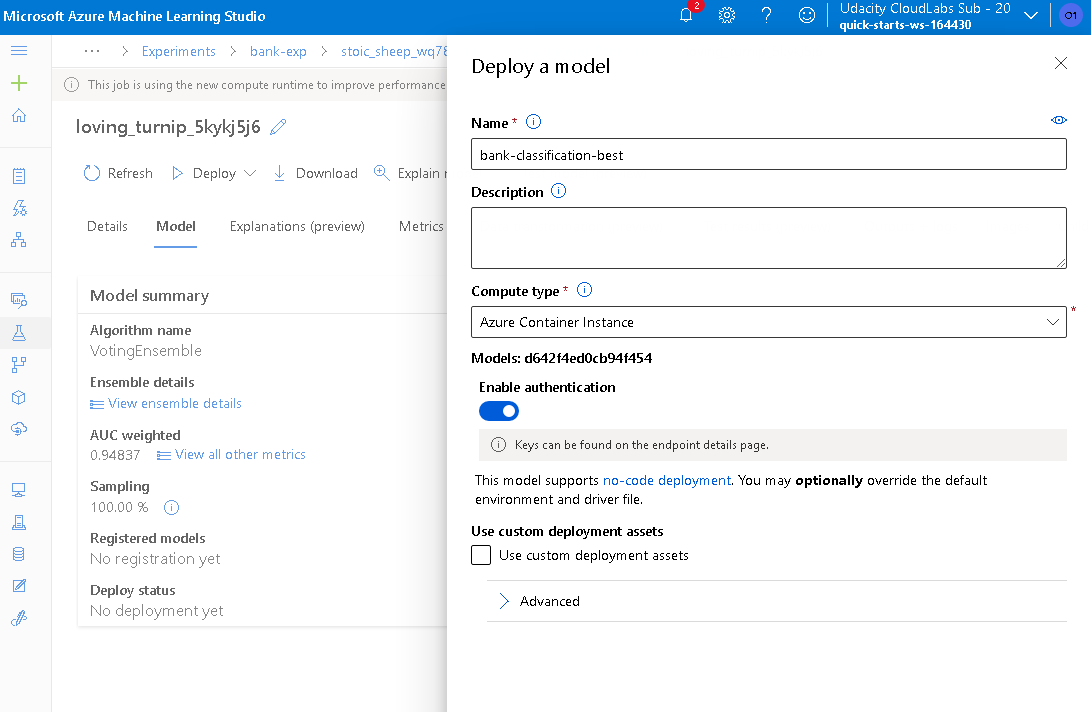 Microsoft Azure Machine Learning Studio
2
Udacity CloudLabs Sub - 20
quick-starts-ws-164430
O1
··· > Experiments > bank-exp > stoic_sheep_wq78
This job is using the new compute runtime to improve performance
loving_turnip_5kykj5j6
Refresh Deploy Download Explain
Details Model Explanations (preview) Metrics
Model summary
Algorithm name
VotingEnsemble
Ensemble details
View ensemble details
AUC weighted
0.94837 View all other metrics
Sampling
100.00 %
Registered models
No registration yet
Deploy status
No deployment yet
Deploy a model
Name *
bank-classification-best
Description
Compute type *
Azure Container Instance
*
Models: d642f4ed0cb94f454
Enable authentication
Keys can be found on the endpoint details page.
This model supports no-code deployment. You may optionally override the default
environment and driver file.
Use custom deployment assets
Use custom deployment assets
Advanced